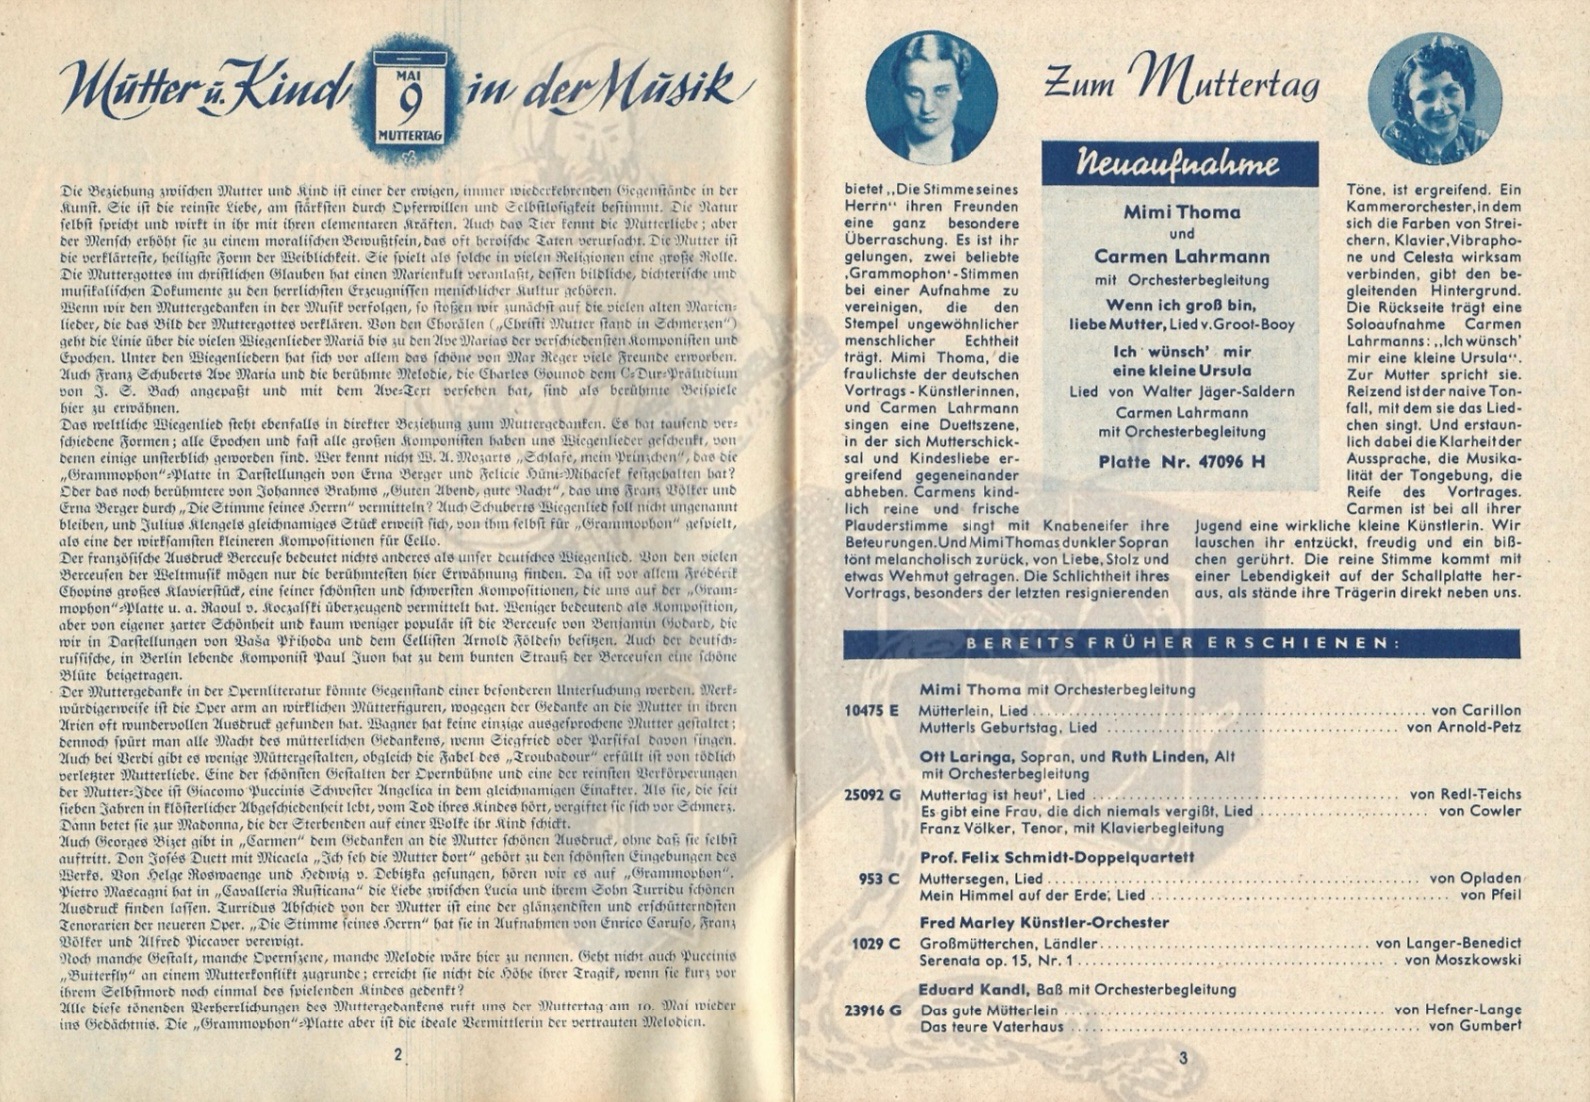 Mutter u. Kind
MAI
9
MUTTERTAG
in der Musik
Die Beziehung zwischen Mutter und Kind ist einer der ewigen, immer wiederkehrenden Gegenstände in der
Kunst. Sie ist die reinste Liebe, am stärksten durch Opferwillen und Selbstlosigkeit bestimmt. Die Natur
selbst spricht und wirkt in ihr mit ihren elementaren Kräften. Auch das Tier kennt die Mutterliebe; aber
der Mensch erhöht sie zu einem moralischen Bewußtsein, das oft heroische Taten verursacht. Die Mutter ist
die verklärteste, heiligste Form der Weiblichkeit. Sie spielt als solche in vielen Religionen eine große Rolle.
Die Muttergottes im christlichen Glauben hat einen Marienkult veranlaßt, dessen bildliche, dichterische und
musikalischen Dokumente zu den herrlichsten Erzeugnissen menschlicher Kultur gehören.
Wenn wir den Muttergedanken in der Musik verfolgen, so stoßen wir zunächst auf die vielen alten Marien-
lieder, die das Bild der Muttergottes verklären. Von den Chorälen („Christi Mutter stand in Schmerzen“)
geht die Linie über die vielen Wiegenlieder Mariä bis zu den Ave Marias der verschiedensten Komponisten und
Epochen. Unter den Wiegenliedern hat sich vor allem das schöne von Max Reger viele Freunde erworben.
Auch Franz Schuberts Ave Maria und die berühmte Melodie, die Charles Gounod dem C-Dur-Präludium
von J. S. Bach angepaßt und mit dem Ave-Text versehen hat, sind als berühmte Beispiele
hier zu erwähnen.
Das weltliche Wiegenlied steht ebenfalls in direkter Beziehung zum Muttergedanken. Es hat tausend ver-
schiedene Formen; alle Epochen und fast alle großen Komponisten haben uns Wiegenlieder geschenkt, von
denen einige unsterblich geworden sind. Wer kennt nicht W. A. Mozarts „Schlafe, mein Prinzchen“, das die
„Grammophon“-Platte in Darstellungen von Erna Berger und Felicie Hüni-Mihacsek festgehalten hat?
Oder das noch berühmtere von Johannes Brahms „Guten Abend, gute Nacht“, das uns Franz Völker und
Erna Berger durch „Die Stimme seines Herrn“ vermitteln? Auch Schuberts Wiegenlied soll nicht ungenannt
bleiben, und Julius Klengels gleichnamiges Stück erweist sich, von ihm selbst für „Grammophon“ gespielt,
als eine der wirksamsten kleineren Kompositionen für Cello.
Der französische Ausdruck Berceuse bedeutet nichts anderes als unser deutsches Wiegenlied. Von den vielen
Berceusen der Weltmusik mögen nur die berühmtesten hier Erwähnung finden. Da ist vor allem Fréderik
Chopins großes Klavierstück, eine seiner schönsten und schwersten Kompositionen, die uns auf der „Gram-
mophon“-Platte u. a. Raoul v. Koczalski überzeugend vermittelt hat. Weniger bedeutend als Komposition,
aber von eigener zarter Schönheit und kaum weniger populär ist die Berceuse von Benjamin Godard, die
wir in Darstellungen von Vaša Příhoda und dem Cellisten Arnold Földesy besitzen. Auch der deutsch-
russische, in Berlin lebende Komponist Paul Juon hat zu dem bunten Strauß der Berceusen eine schöne
Blüte beigetragen.
Der Muttergedanke in der Opernliteratur könnte Gegenstand einer besonderen Untersuchung werden. Merk-
würdigerweise ist die Oper arm an wirklichen Mütterfiguren, wogegen der Gedanke an die Mutter in ihren
Arien oft wundervollen Ausdruck gefunden hat. Wagner hat keine einzige ausgesprochene Mutter gestaltet;
dennoch spürt man alle Macht des mütterlichen Gedankens, wenn Siegfried oder Parsifal davon singen.
Auch bei Verdi gibt es wenige Müttergestalten, obgleich die Fabel des „Troubadour“ erfüllt ist von tödlich
verletzter Mutterliebe. Eine der schönsten Gestalten der Opernbühne und eine der reinsten Verkörperungen
der Mutter-Idee ist Giacomo Puccinis Schwester Angelica in dem gleichnamigen Einakter. Als sie, die seit
sieben Jahren in klösterlicher Abgeschiedenheit lebt, vom Tod ihres Kindes hört, vergiftet sie sich vor Schmerz.
Dann betet sie zur Madonna, die der Sterbenden auf einer Wolke ihr Kind schickt.
Auch Georges Bizet gibt in „Carmen“ dem Gedanken an die Mutter schönen Ausdruck, ohne daß sie selbst
auftritt. Don Josés Duett mit Micaela „Ich seh die Mutter dort“ gehört zu den schönsten Eingebungen des
Werks. Von Helge Roswaenge und Hedwig v. Debitzka gesungen, hören wir es auf „Grammophon“.
Pietro Mascagni hat in „Cavalleria Rusticana“ die Liebe zwischen Lucia und ihrem Sohn Turridu schönen
Ausdruck finden lassen. Turridus Abschied von der Mutter ist eine der glänzendsten und erschütterndsten
Tenorarien der neueren Oper. „Die Stimme seines Herrn“ hat sie in Aufnahmen von Enrico Caruso, Franz
Völker und Alfred Piccaver verewigt.
Noch manche Gestalt, manche Opernszene, manche Melodie wäre hier zu nennen. Geht nicht auch Puccinis
„Butterfly“ an einem Mutterkonflikt zugrunde; erreicht sie nicht die Höhe ihrer Tragik, wenn sie kurz vor
ihrem Selbstmord noch einmal des spielenden Kindes gedenkt?
Alle diese tönenden Verherrlichungen des Muttergedankens ruft uns der Muttertag am 10. Mai wieder
ins Gedächtnis. Die „Grammophon“-Platte aber ist die ideale Vermittlerin der vertrauten Melodien.
2
Zum Muttertag
bietet „Die Stimme seines
Herrn“ ihren Freunden
eine ganz besondere
Überraschung. Es ist ihr
gelungen, zwei beliebte
‚Grammophon‘-Stimmen
bei einer Aufnahme zu
vereinigen, die den
Stempel ungewöhnlicher
menschlicher Echtheit
trägt. Mimi Thoma, die
fraulichste der deutschen
Vortrags-Künstlerinnen,
und Carmen Lahrmann
singen eine Duettszene,
in der sich Mutterschick-
sal und Kindesliebe er-
greifend gegeneinander
abheben. Carmens kind-
lich reine und frische
Plauderstimme singt mit Knabeneifer ihre
Beteurungen. Und Mimi Thomas dunkler Sopran
tönt melancholisch zurück, von Liebe, Stolz und
etwas Wehmut getragen. Die Schlichtheit ihres
Vortrags, besonders der letzten resignierenden
Neuaufnahme
Mimi Thoma
und
Carmen Lahrmann
mit Orchesterbegleitung
Wenn ich groß bin,
liebe Mutter, Lied v. Groot-Booy
Ich wünsch' mir
eine kleine Ursula
Lied von Walter Jäger-Saldern
Carmen Lahrmann
mit Orchesterbegleitung
Platte Nr. 47096 H
Töne, ist ergreifend. Ein
Kammerorchester, in dem
sich die Farben von Strei-
chern, Klavier, Vibrapho-
ne und Celesta wirksam
verbinden, gibt den be-
gleitenden Hintergrund.
Die Rückseite trägt eine
Soloaufnahme Carmen
Lahrmanns: „Ich wünsch'
mir eine kleine Ursula“.
Zur Mutter spricht sie.
Reizend ist der naive Ton-
fall, mit dem sie das Lied-
chen singt. Und erstaun-
lich dabei die Klarheit der
Aussprache, die Musika-
lität der Tongebung, die
Reife des Vortrages.
Carmen ist bei all ihrer
Jugend eine wirkliche kleine Künstlerin. Wir
lauschen ihr entzückt, freudig und ein biß-
chen gerührt. Die reine Stimme kommt mit
einer Lebendigkeit auf der Schallplatte her-
aus, als stände ihre Trägerin direkt neben uns.
BEREITS FRÜHER ERSCHIENEN:
Mimi Thoma mit Orchesterbegleitung
10475 E Mütterlein, Lied von Carillon
Mutterls Geburtstag, Lied von Arnold-Petz
Ott Laringa, Sopran, und Ruth Linden, Alt
mit Orchesterbegleitung
25092 G Muttertag ist heut', Lied von Redl-Teichs
Es gibt eine Frau, die dich niemals vergißt, Lied von Cowler
Franz Völker, Tenor, mit Klavierbegleitung
Prof. Felix Schmidt-Doppelquartett
953 C Muttersegen, Lied von Opladen
Mein Himmel auf der Erde, Lied von Pfeil
Fred Marley Künstler-Orchester
1029 C Großmütterchen, Ländler von Langer-Benedict
Serenata op. 15, Nr. 1 von Moszkowski
Eduard Kandl, Baß mit Orchesterbegleitung
23916 G Das gute Mütterlein von Hefner-Lange
Das teure Vaterhaus von Gumbert
3